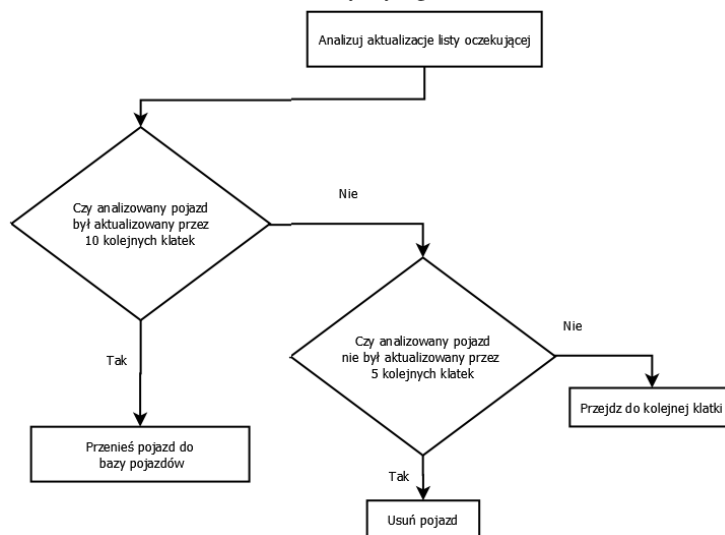 Analizuj aktualizacje listy oczekującej
Czy analizowany pojazd
był aktualizowany przez
10 kolejnych klatek
Nie
Tak
Czy analizowany pojazd
nie był aktualizowany przez
5 kolejnych klatek
Nie
Przejdz do kolejnej klatki
Przenieś pojazd do
bazy pojazdów
Tak
Usuń pojazd